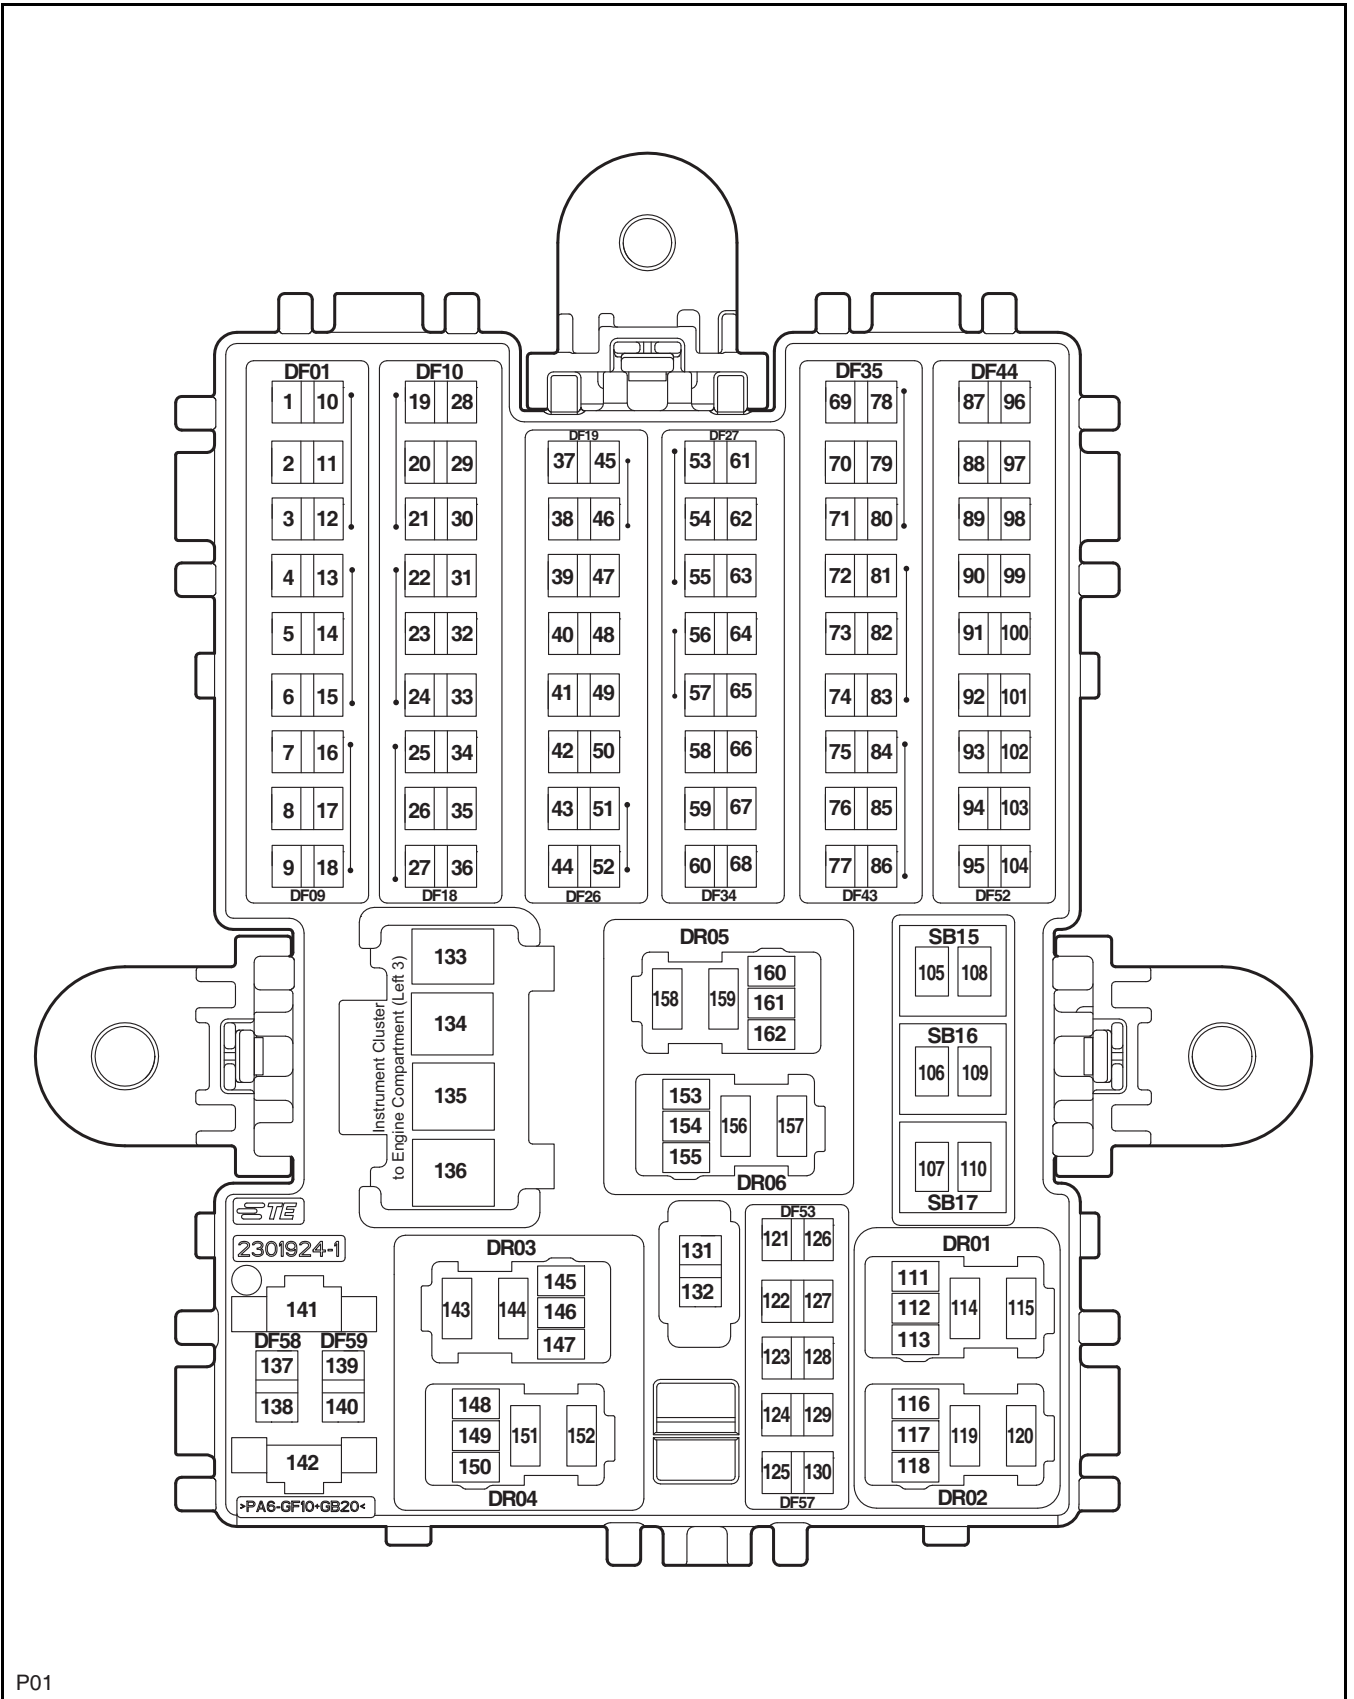 DF01 DF10 DF35 DF44
1 10 19 28 69 78 87 96
DF19 DF27
2 11 20 29 37 45 53 61 70 79 88 97
3 12 21 30 38 46 54 62 71 80 89 98
4 13 22 31 39 47 55 63 72 81 90 99
5 14 23 32 40 48 56 64 73 82 91 100
6 15 24 33 41 49 57 65 74 83 92 101
7 16 25 34 42 50 58 66 75 84 93 102
8 17 26 35 43 51 59 67 76 85 94 103
9 18 27 36 44 52 60 68 77 86 95 104
DF09 DF18 DF26 DF34 DF43 DF52
Instrument Cluster
to Engine Compartment (Left 3)
133
134
135
136
DR05
158 159 160
161
162
153
154 156 157
155
DR06
SB15
105 108
SB16
106 109
107 110
SB17
TE
2301924-1
141
DF58 DF59
137 139
138 140
142
>PA6-GF10+GB20<
DR03
143 144 145
146
147
148
149 151 152
150
DR04
131
132
DF53
121 126
122 127
123 128
124 129
125 130
DF57
DR01
111
112 114 115
113
116
117 119 120
118
DR02
P01